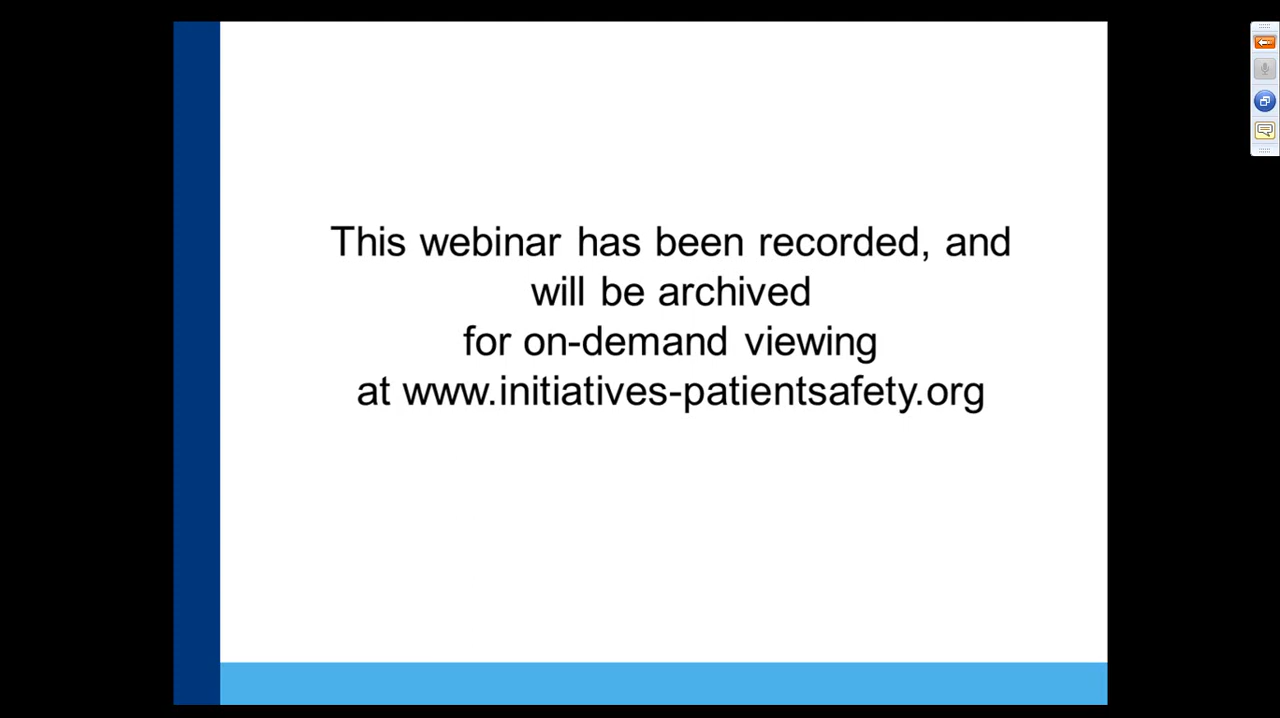 This webinar has been recorded, and
will be archived
for on-demand viewing
at www.initiatives-patientsafety.org